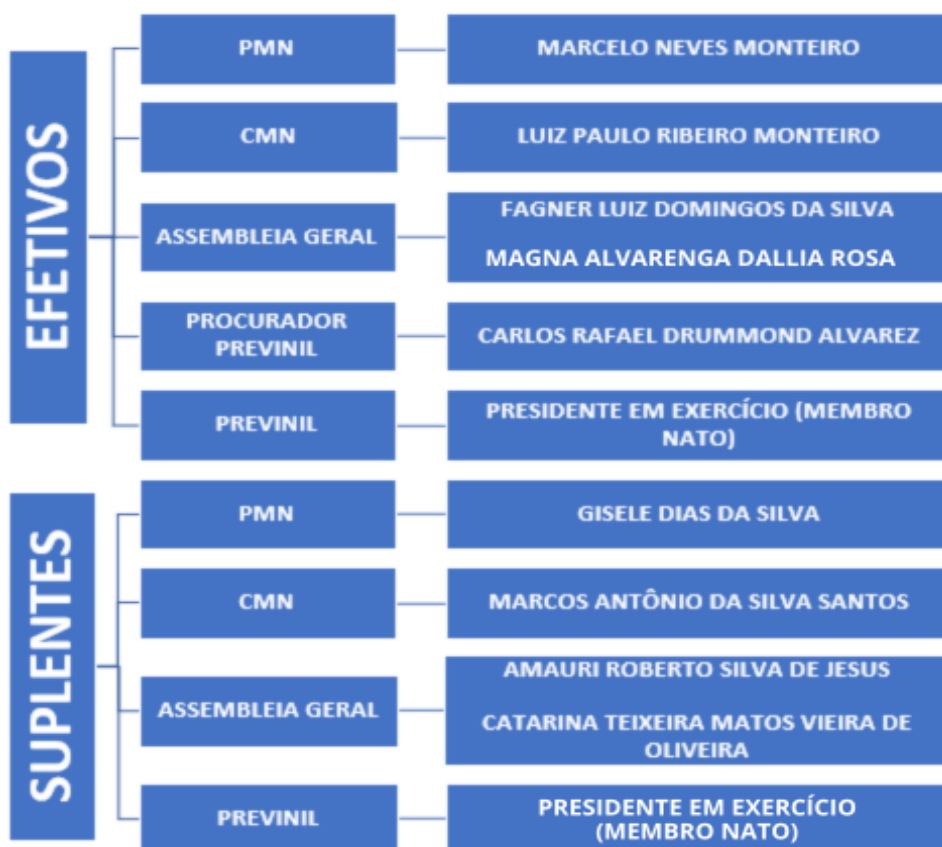 EFETIVOS
PMN
MARCELO NEVES MONTEIRO
CMN
LUIZ PAULO RIBEIRO MONTEIRO
ASSEMBLEIA GERAL
FAGNER LUIZ DOMINGOS DA SILVA
MAGNA ALVARENGA DALLIA ROSA
PROCURADOR
PREVINIL
CARLOS RAFAEL DRUMMOND ALVAREZ
PREVINIL
PRESIDENTE EM EXERCÍCIO (MEMBRO
NATO)
SUPLENTES
PMN
GISELE DIAS DA SILVA
CMN
MARCOS ANTÔNIO DA SILVA SANTOS
ASSEMBLEIA GERAL
AMAURI ROBERTO SILVA DE JESUS
CATARINA TEIXEIRA MATOS VIEIRA DE
OLIVEIRA
PREVINIL
PRESIDENTE EM EXERCÍCIO
(MEMBRO NATO)